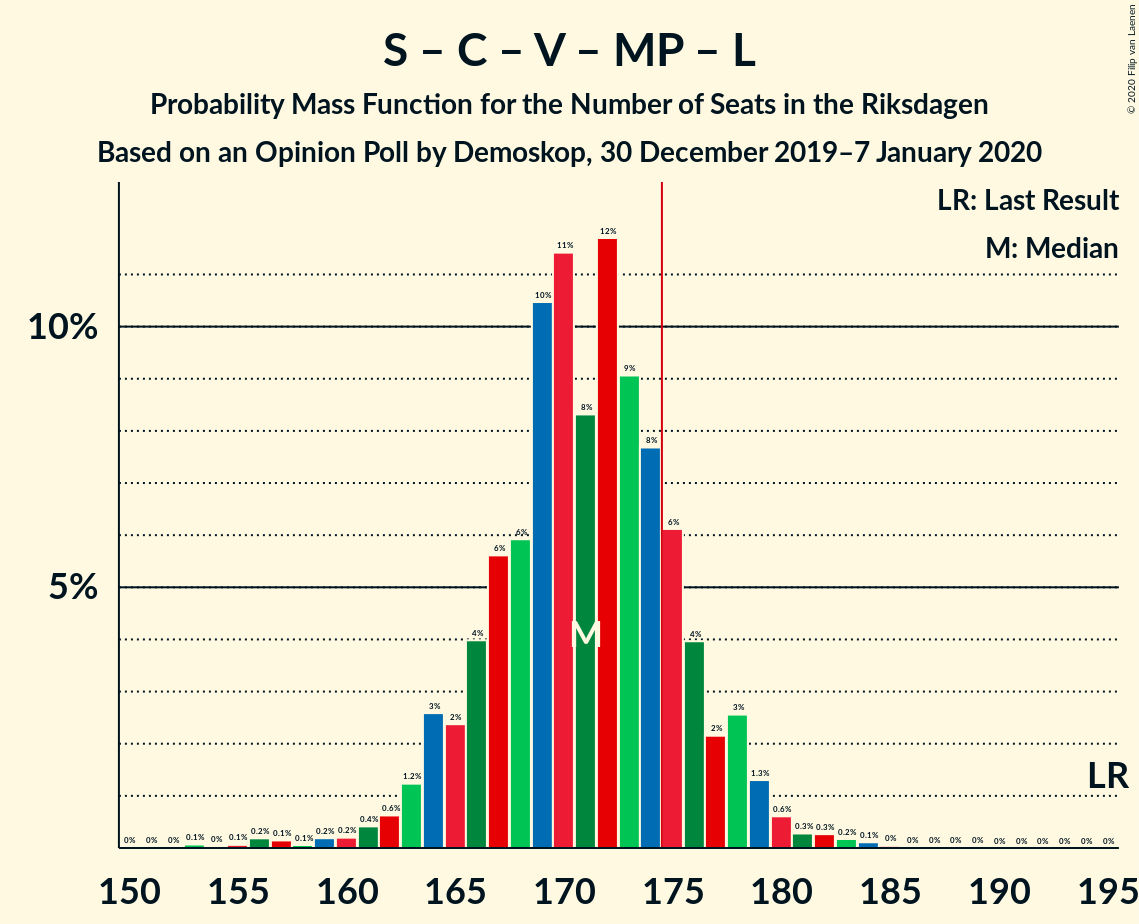 S – C – V – MP – L
Probability Mass Function for the Number of Seats in the Riksdagen
Based on an Opinion Poll by Demoskop, 30 December 2019–7 January 2020
© 2020 Filip van Laenen
LR: Last Result
M: Median
10%
5%
0% 0% 0% 0.1% 0% 0.1% 0.2% 0.1% 0.1% 0.2% 0.2% 0.4% 0.6% 1.2% 3% 2% 4% 6% 6% 10% 11% 8% 12% 9% 8% 6% 4% 2% 3% 1.3% 0.6% 0.3% 0.3% 0.2% 0.1% 0% 0% 0% 0% 0% 0% 0% 0% 0% 0% 0%
M
LR
150 155 160 165 170 175 180 185 190 195